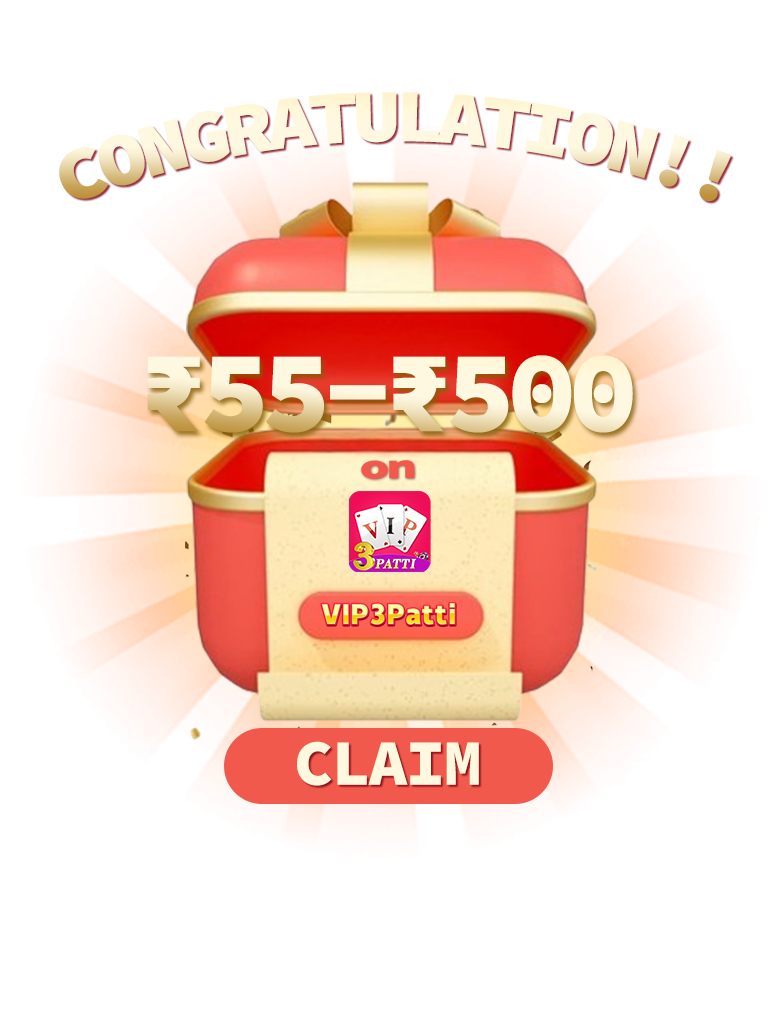 CONGRATULATION!!
₹55–₹500
on
VIP
3PATTI
VIP3Patti
CLAIM